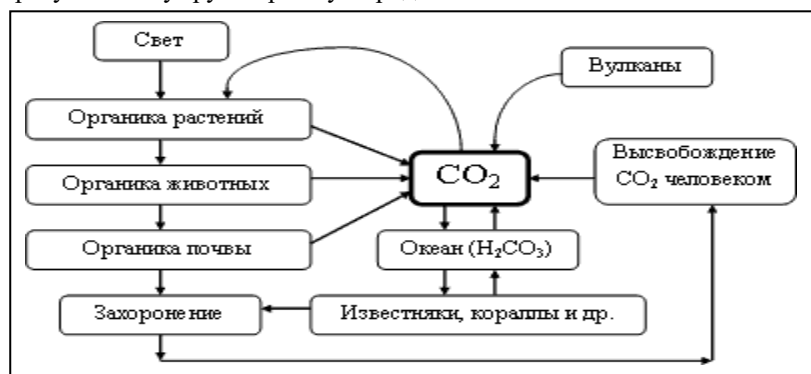 Свет
Вулканы
Органика растений
Высвобождение
CO₂ человеком
CO₂
Органика животных
Органика почвы
Океан (H₂CO₃)
Захоронение
Известняки, кораллы и др.